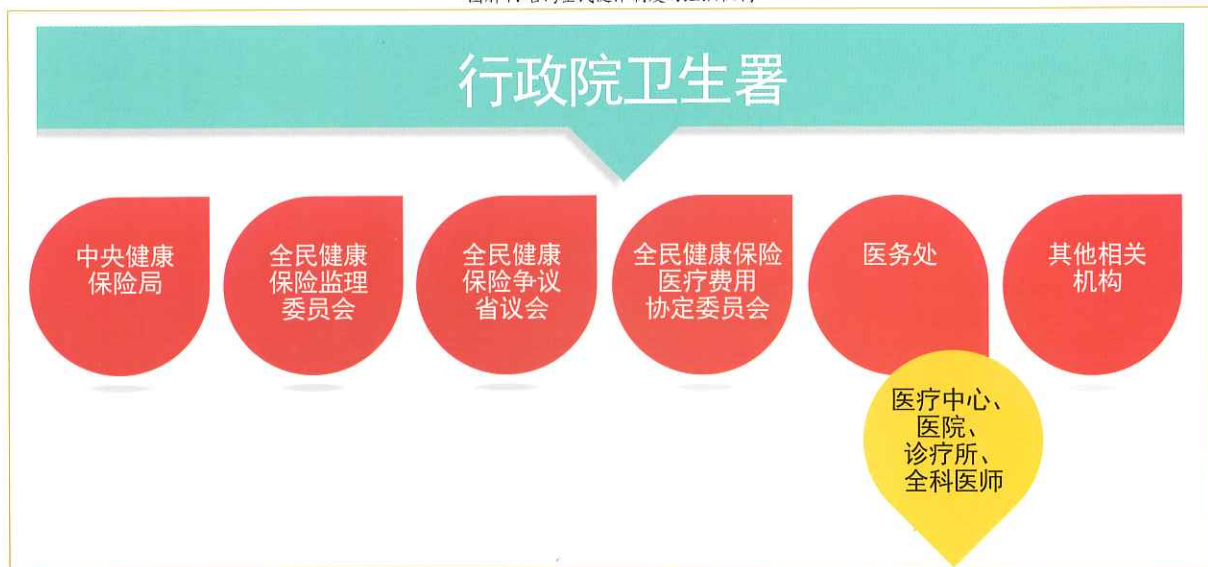 行政院卫生署
中央健康
保险局
全民健康
保险监理
委员会
全民健康
保险争议
省议会
全民健康保险
医疗费用
协定委员会
医务处
其他相关
机构
医疗中心、
医院、
诊疗所、
全科医师